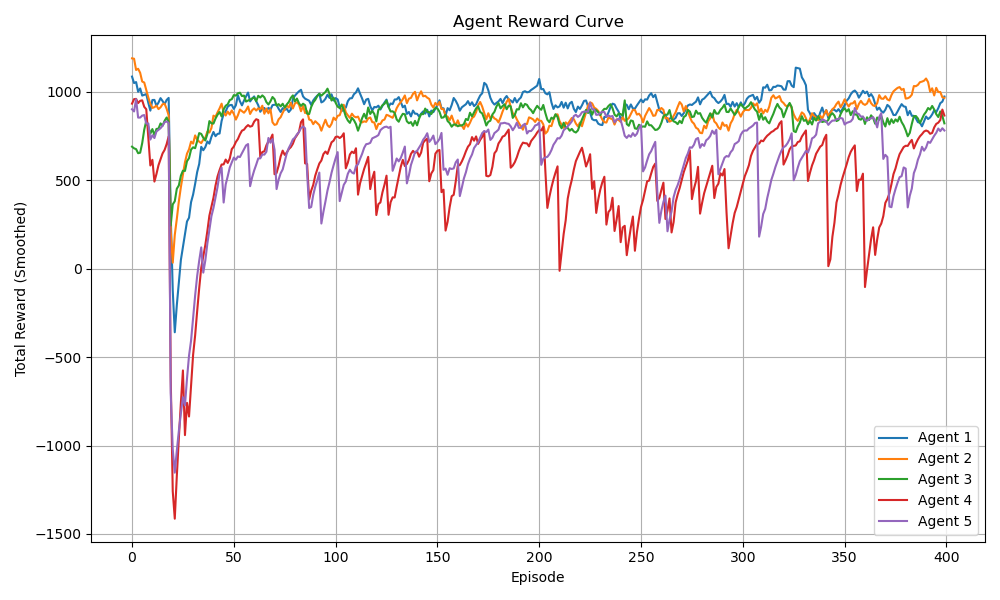 Agent Reward Curve
Total Reward (Smoothed)
1000
500
0
−500
−1000
−1500
0 50 100 150 200 250 300 350 400
Episode
Agent 1
Agent 2
Agent 3
Agent 4
Agent 5